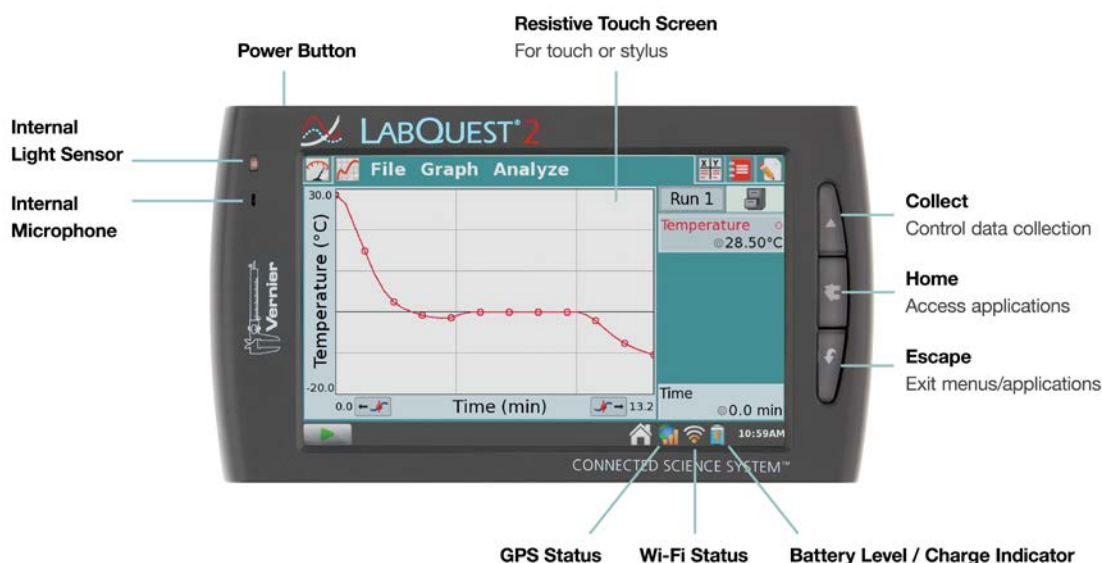 Resistive Touch Screen
For touch or stylus
Power Button
Internal
Light Sensor
Internal
Microphone
LABQUEST® 2
File Graph Analyze
X Y
30.0
Temperature (°C)
-20.0
0.0
Time (min)
13.2
Run 1
Temperature
28.50°C
Time
0.0 min
10:59AM
Vernier
CONNECTED SCIENCE SYSTEM™
Collect
Control data collection
Home
Access applications
Escape
Exit menus/applications
GPS Status
Wi-Fi Status
Battery Level / Charge Indicator